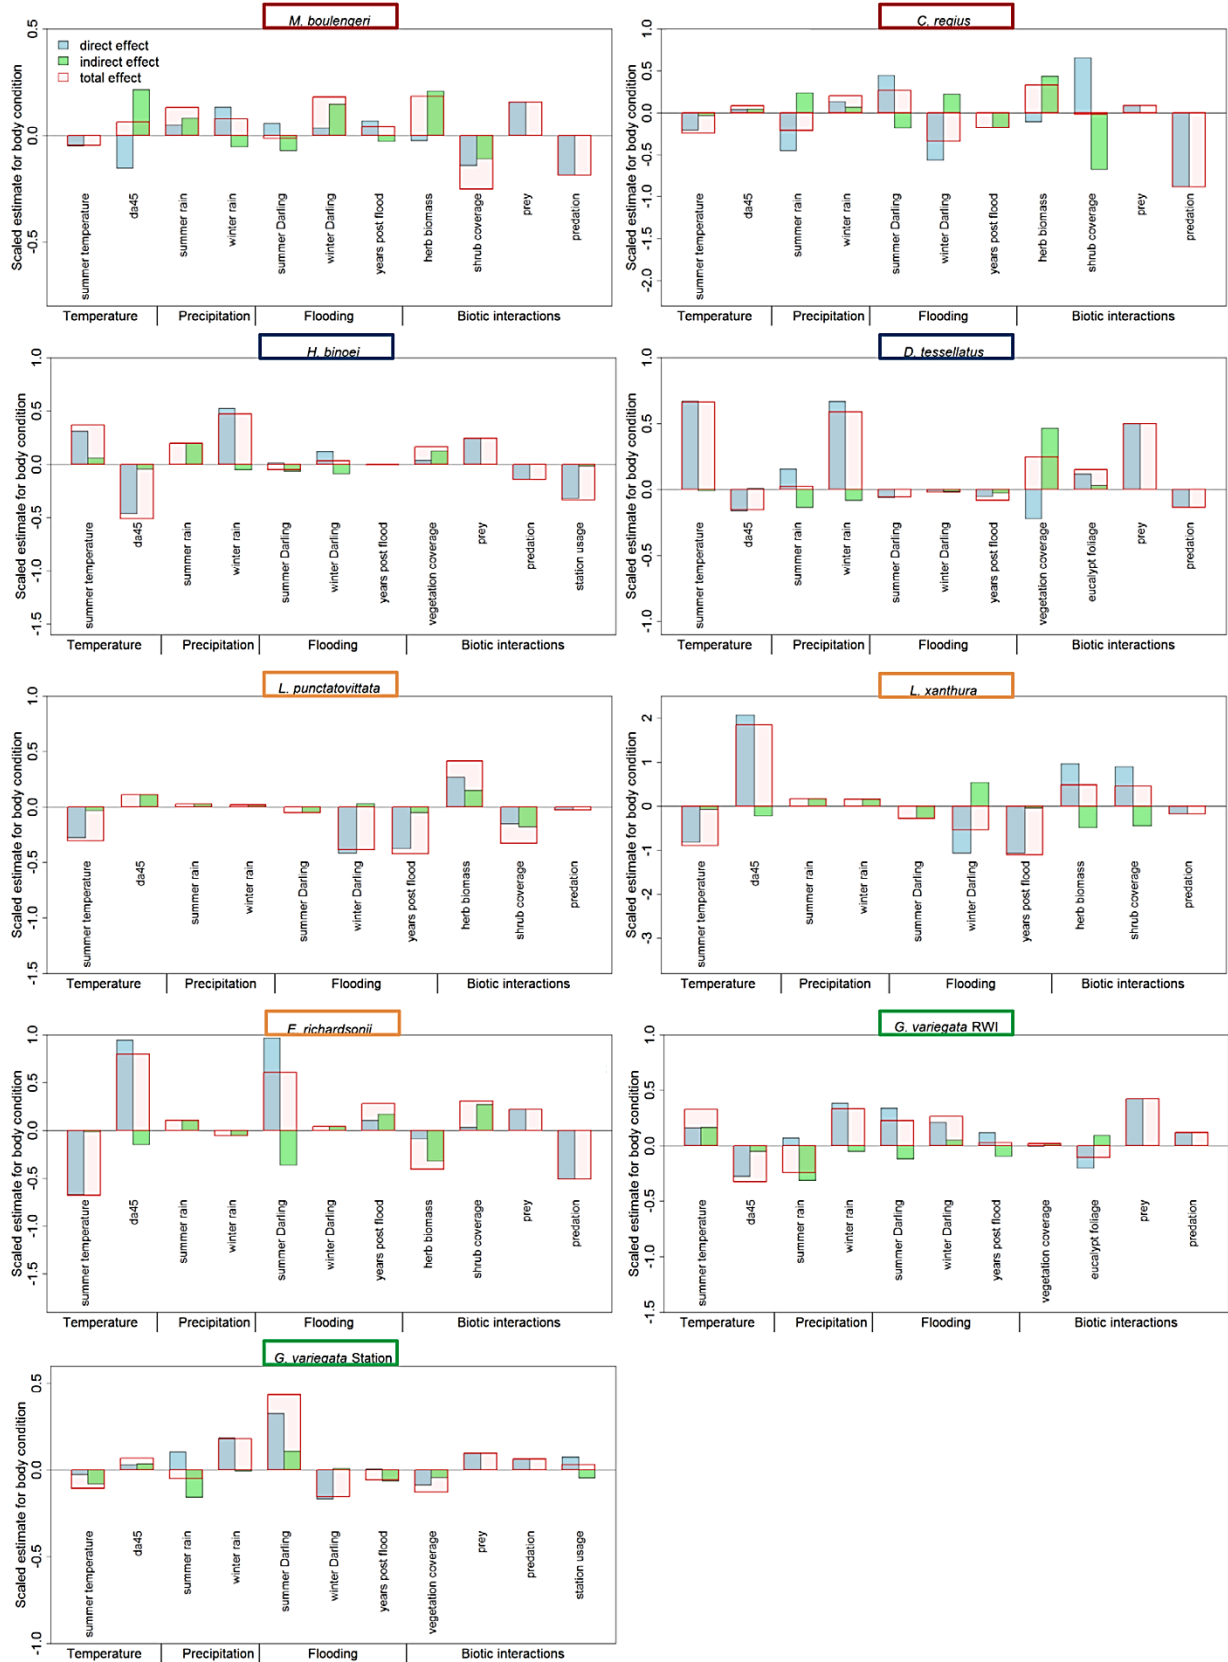 M. boulengeri
Scaled estimate for body condition
0.5
0.0
-0.5
direct effect
indirect effect
total effect
summer temperature
da45
summer rain
winter rain
summer Darling
winter Darling
years post flood
herb biomass
shrub coverage
prey
predation
Temperature
Precipitation
Flooding
Biotic interactions
C. regius
Scaled estimate for body condition
1.0
0.5
0.0
-0.5
-1.0
-1.5
-2.0
summer temperature
da45
summer rain
winter rain
summer Darling
winter Darling
years post flood
herb biomass
shrub coverage
prey
predation
Temperature
Precipitation
Flooding
Biotic interactions
H. binoei
Scaled estimate for body condition
1.0
0.5
0.0
-0.5
-1.0
-1.5
summer temperature
da45
summer rain
winter rain
summer Darling
winter Darling
years post flood
vegetation coverage
prey
predation
station usage
Temperature
Precipitation
Flooding
Biotic interactions
D. tessellatus
Scaled estimate for body condition
1.0
0.5
0.0
-0.5
-1.0
summer temperature
da45
summer rain
winter rain
summer Darling
winter Darling
years post flood
vegetation coverage
eucalypt foliage
prey
predation
Temperature
Precipitation
Flooding
Biotic interactions
L. punctatovittata
Scaled estimate for body condition
1.0
0.5
0.0
-0.5
-1.0
-1.5
summer temperature
da45
summer rain
winter rain
summer Darling
winter Darling
years post flood
herb biomass
shrub coverage
predation
Temperature
Precipitation
Flooding
Biotic interactions
L. xanthura
Scaled estimate for body condition
2
1
0
-1
-2
-3
summer temperature
da45
summer rain
winter rain
summer Darling
winter Darling
years post flood
herb biomass
shrub coverage
predation
Temperature
Precipitation
Flooding
Biotic interactions
E. richardsonii
Scaled estimate for body condition
1.0
0.5
0.0
-0.5
-1.0
-1.5
summer temperature
da45
summer rain
winter rain
summer Darling
winter Darling
years post flood
herb biomass
shrub coverage
prey
predation
Temperature
Precipitation
Flooding
Biotic interactions
G. variegata RWI
Scaled estimate for body condition
1.0
0.5
0.0
-0.5
-1.0
-1.5
summer temperature
da45
summer rain
winter rain
summer Darling
winter Darling
years post flood
vegetation coverage
eucalypt foliage
prey
predation
Temperature
Precipitation
Flooding
Biotic interactions
G. variegata Station
Scaled estimate for body condition
0.5
0.0
-0.5
-1.0
summer temperature
da45
summer rain
winter rain
summer Darling
winter Darling
years post flood
vegetation coverage
prey
predation
station usage
Temperature
Precipitation
Flooding
Biotic interactions